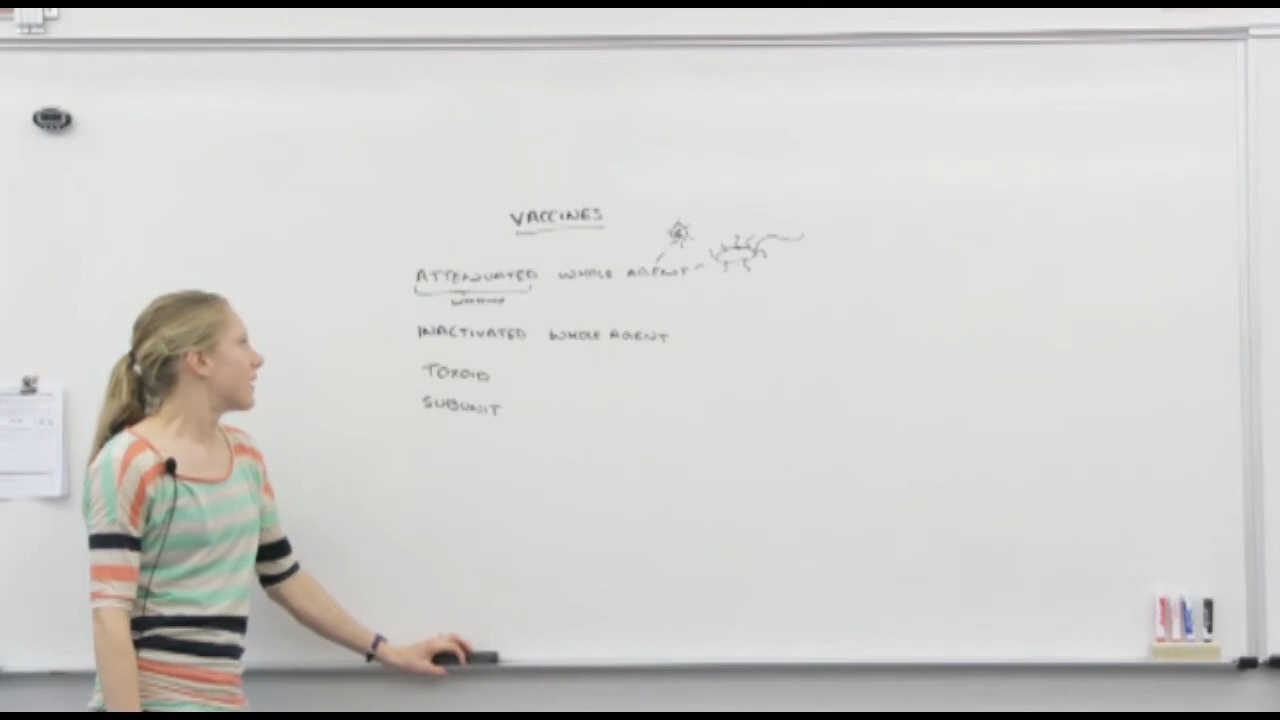 VACCINES
ATTENUATED WHOLE AGENT
INACTIVATED WHOLE AGENT
TOXOID
SUBUNIT